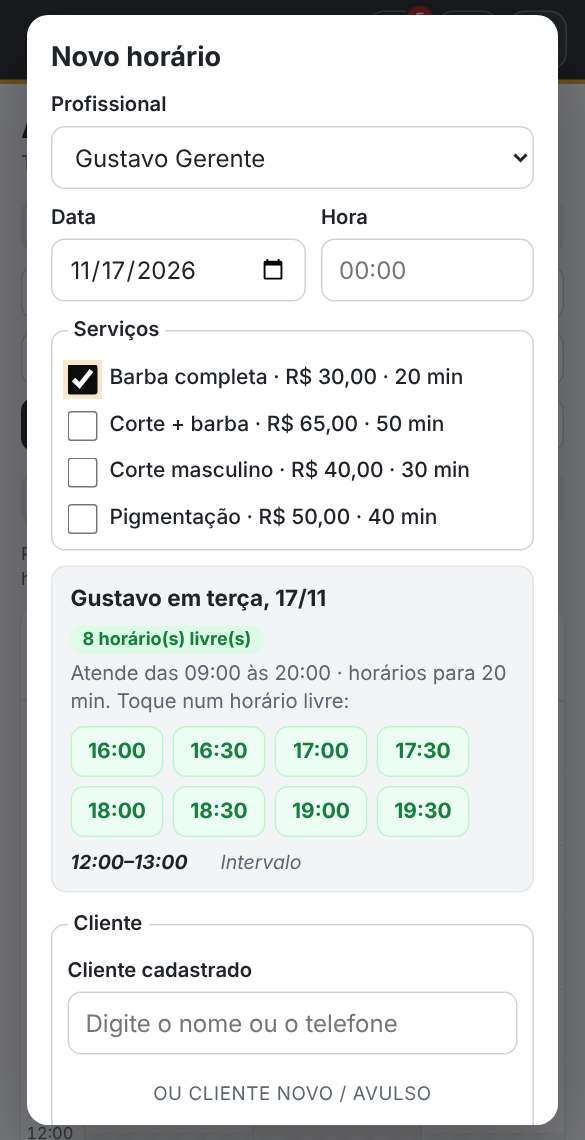 Novo horário
Profissional
Gustavo Gerente
Data
Hora
11/17/2026
00:00
Serviços
Barba completa · R$ 30,00 · 20 min
Corte + barba · R$ 65,00 · 50 min
Corte masculino · R$ 40,00 · 30 min
Pigmentação · R$ 50,00 · 40 min
Gustavo em terça, 17/11
8 horário(s) livre(s)
Atende das 09:00 às 20:00 · horários para 20
min. Toque num horário livre:
16:00 16:30 17:00 17:30
18:00 18:30 19:00 19:30
12:00–13:00 Intervalo
Cliente
Cliente cadastrado
Digite o nome ou o telefone
OU CLIENTE NOVO / AVULSO
12:00